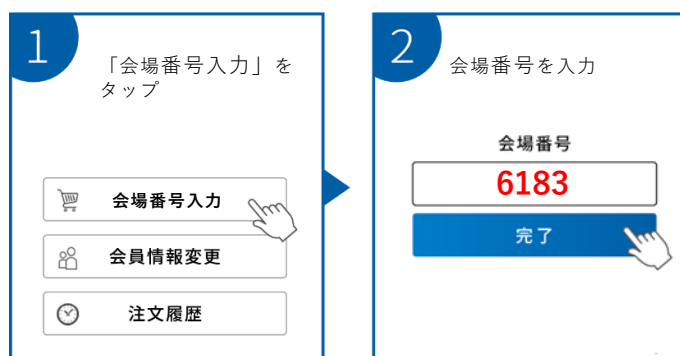 1
「会場番号入力」を
タップ
会場番号入力
会員情報変更
注文履歴
2
会場番号を入力
会場番号
6183
完了